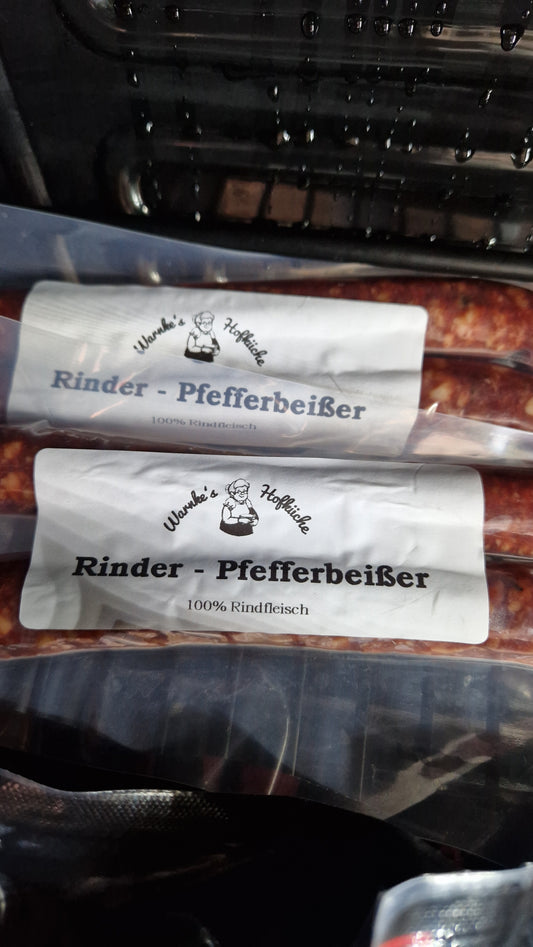 Warnke's Hofküche
Rinder - Pfefferbeißer
100% Rindfleisch
Warnke's Hofküche
Rinder - Pfefferbeißer
100% Rindfleisch